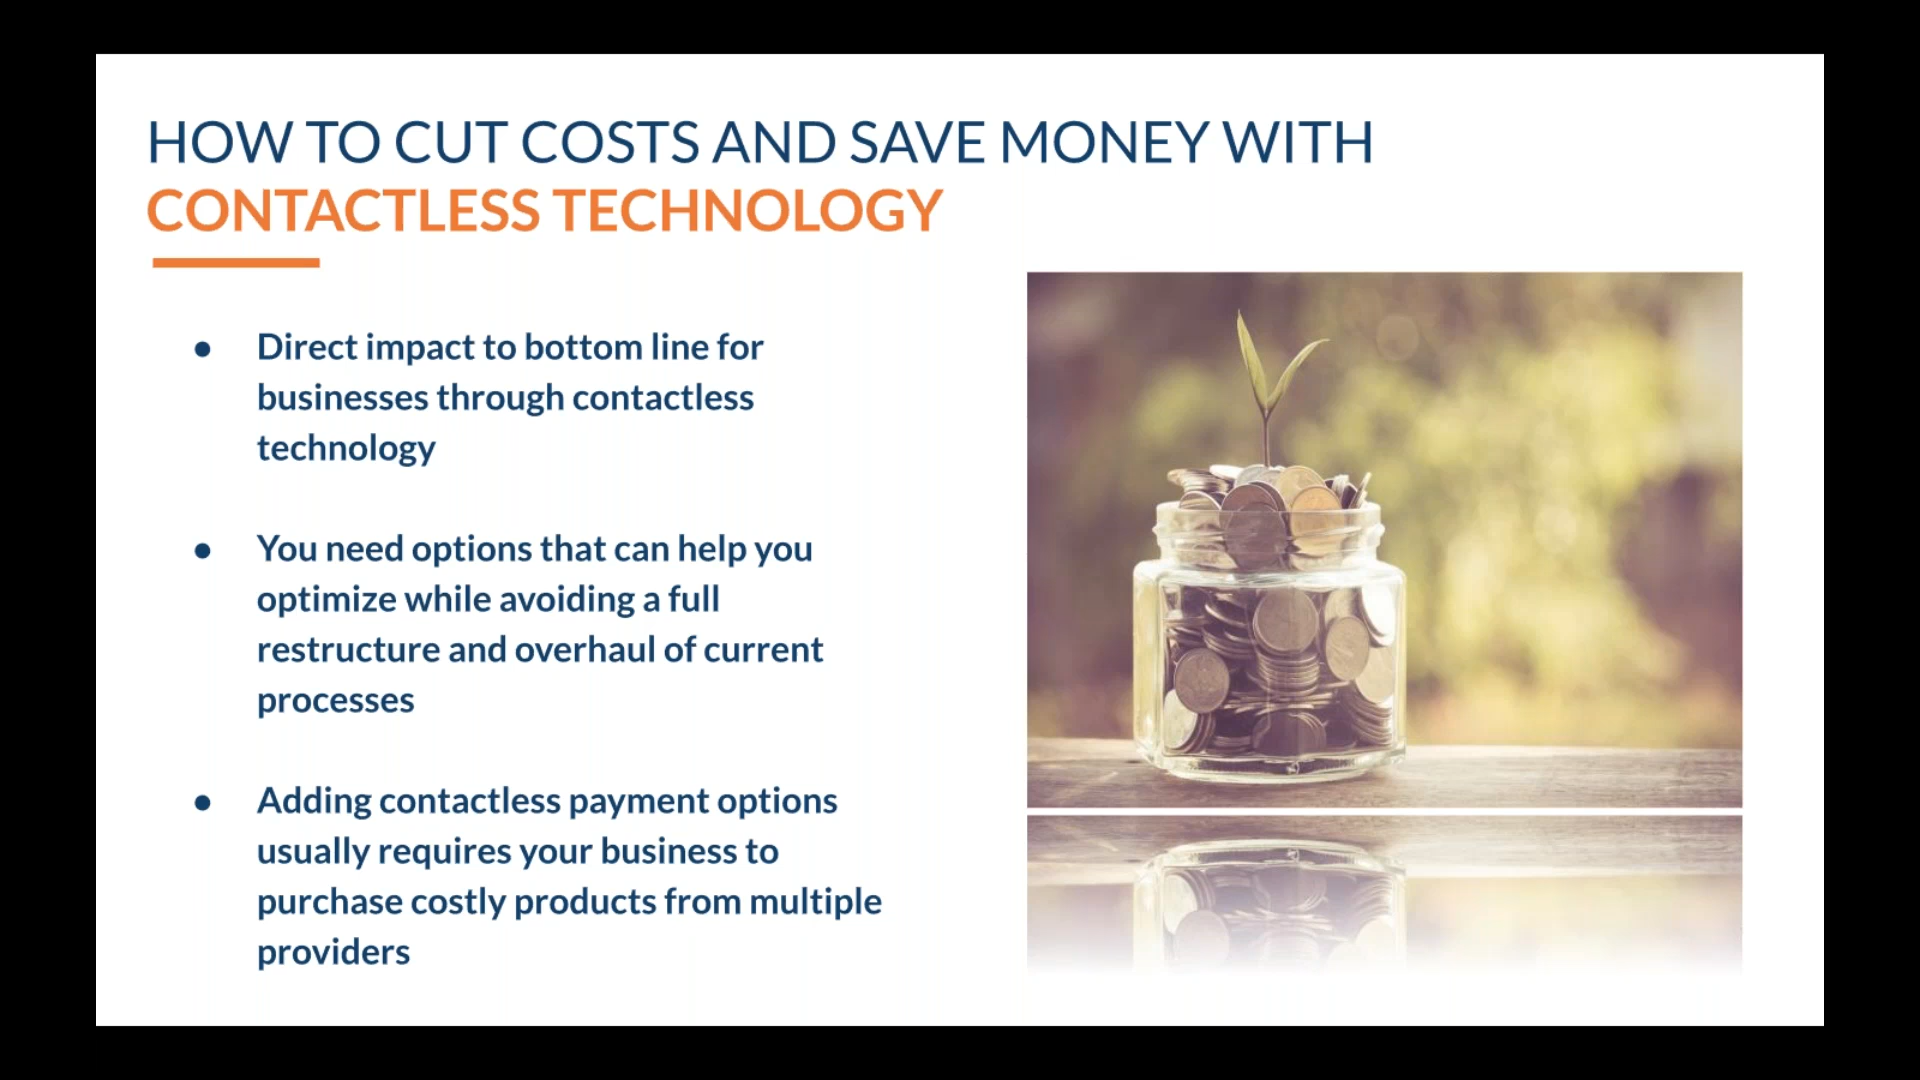 HOW TO CUT COSTS AND SAVE MONEY WITH
CONTACTLESS TECHNOLOGY
● Direct impact to bottom line for
businesses through contactless
technology
● You need options that can help you
optimize while avoiding a full
restructure and overhaul of current
processes
● Adding contactless payment options
usually requires your business to
purchase costly products from multiple
providers